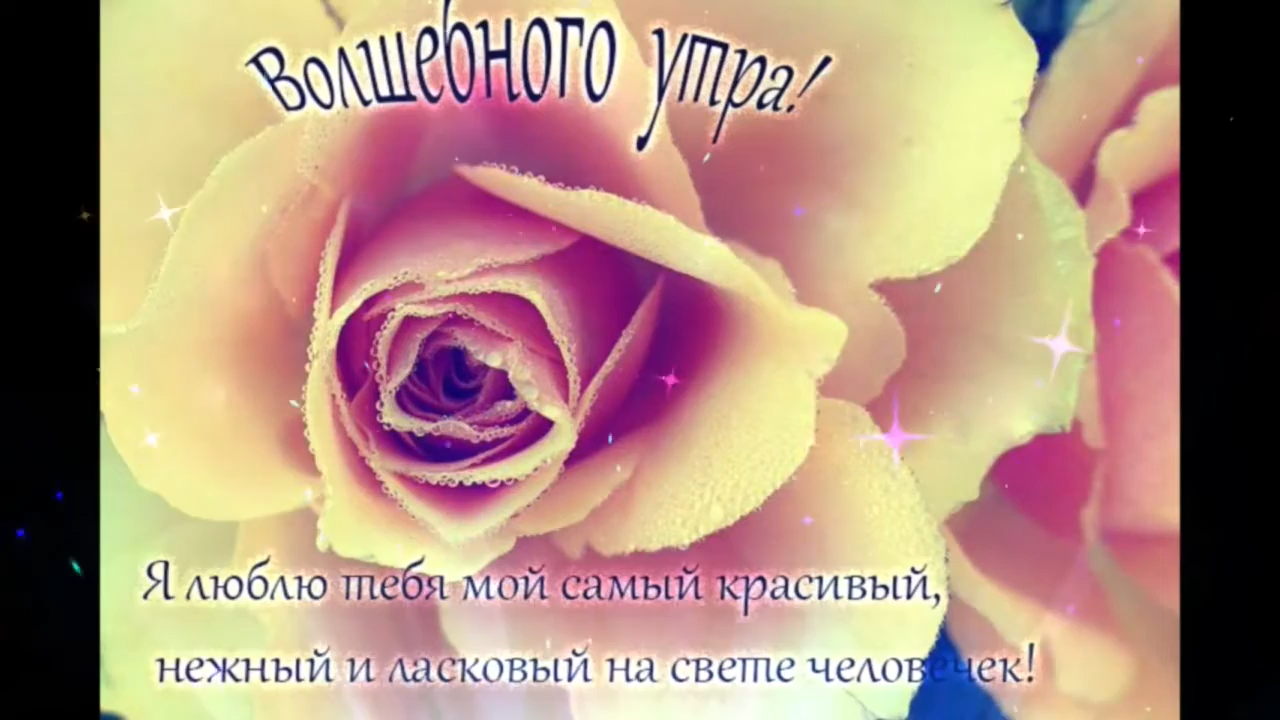 Волшебного утра!
Я люблю тебя мой самый красивый,
нежный и ласковый на свете человечек!